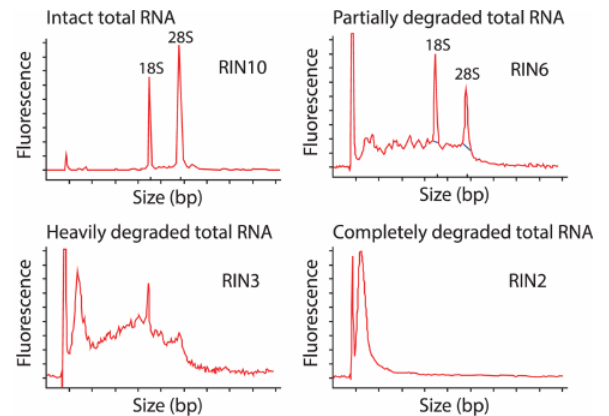 Intact total RNA
28S
18S
RIN10
Fluorescence
Size (bp)
Partially degraded total RNA
18S
28S
RIN6
Fluorescence
Size (bp)
Heavily degraded total RNA
RIN3
Fluorescence
Size (bp)
Completely degraded total RNA
RIN2
Fluorescence
Size (bp)